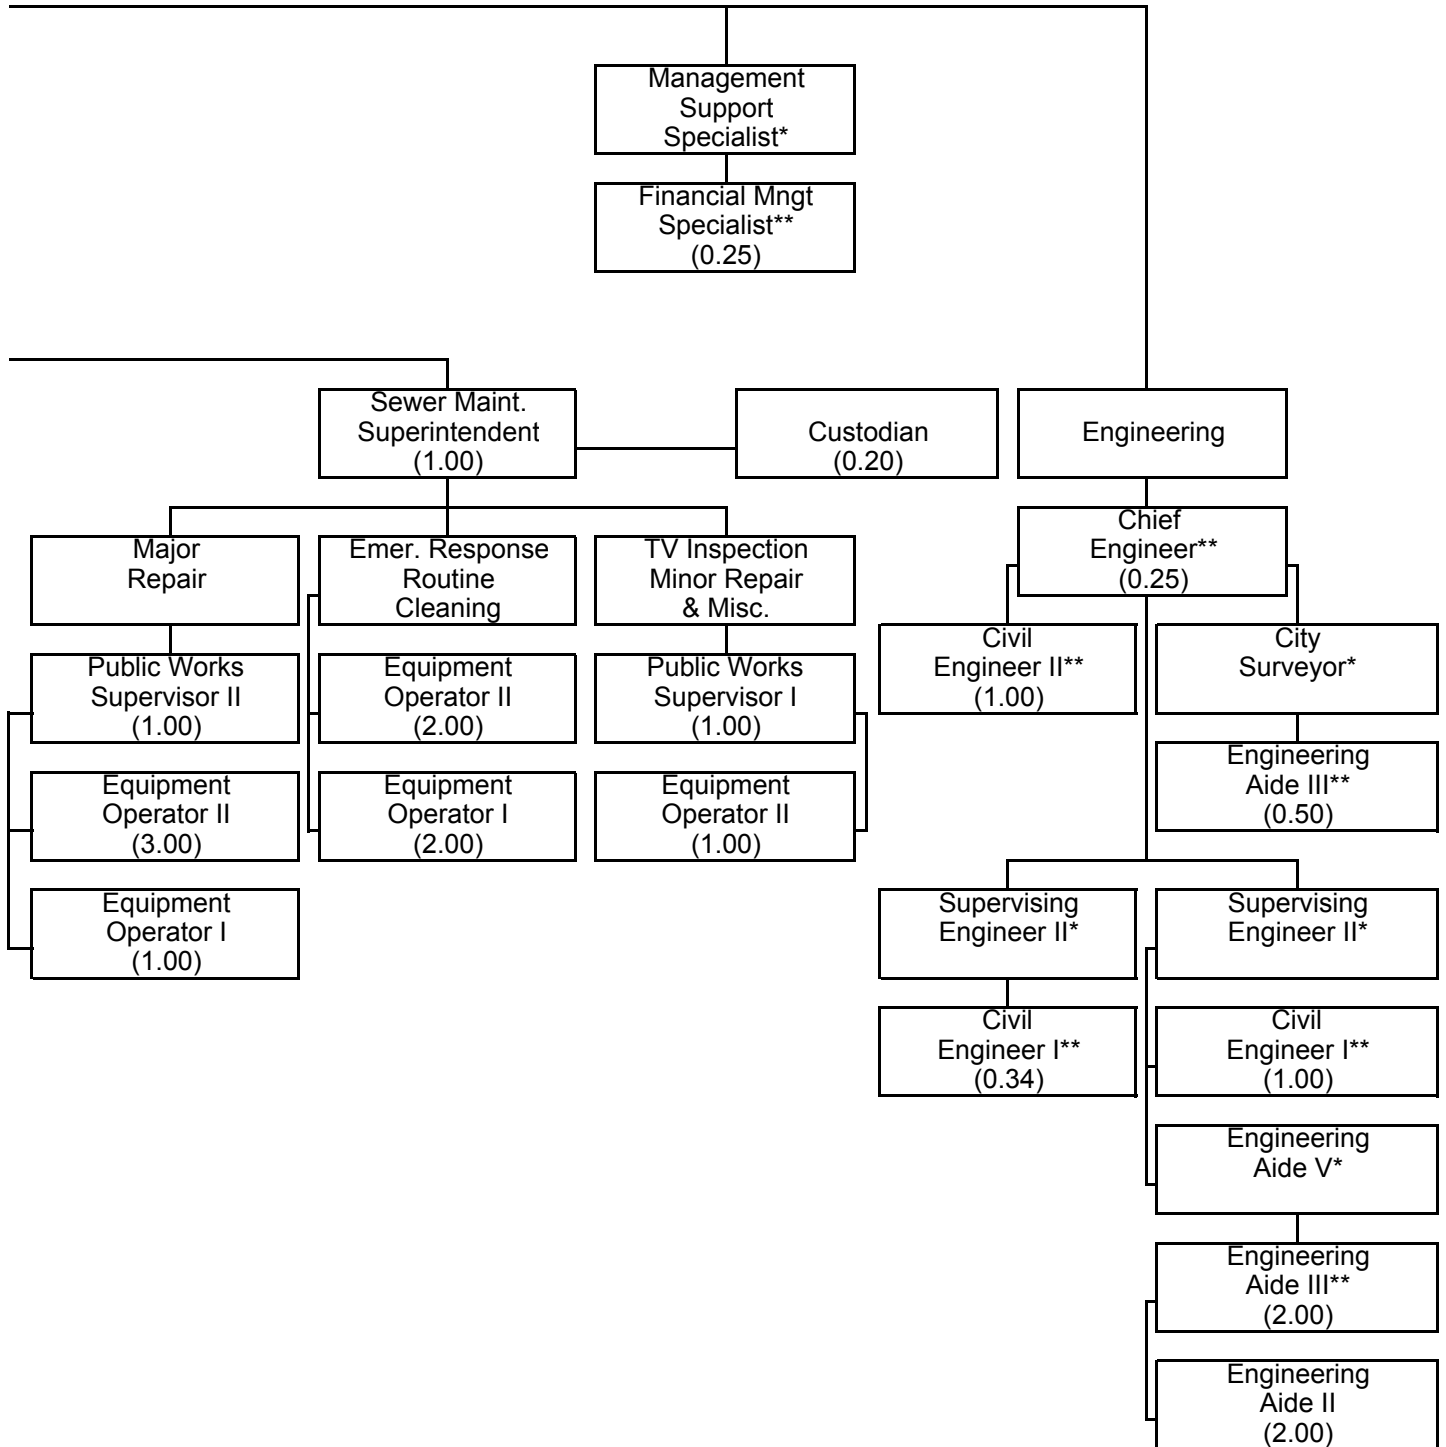 Management
Support
Specialist*
Financial Mngt
Specialist**
(0.25)
Sewer Maint.
Superintendent
(1.00)
Custodian
(0.20)
Engineering
Chief
Engineer**
(0.25)
Major
Repair
Emer. Response
Routine
Cleaning
TV Inspection
Minor Repair
& Misc.
Civil
Engineer II**
(1.00)
City
Surveyor*
Public Works
Supervisor II
(1.00)
Equipment
Operator II
(2.00)
Public Works
Supervisor I
(1.00)
Engineering
Aide III**
(0.50)
Equipment
Operator II
(3.00)
Equipment
Operator I
(2.00)
Equipment
Operator II
(1.00)
Equipment
Operator I
(1.00)
Supervising
Engineer II*
Supervising
Engineer II*
Civil
Engineer I**
(0.34)
Civil
Engineer I**
(1.00)
Engineering
Aide V*
Engineering
Aide III**
(2.00)
Engineering
Aide II
(2.00)